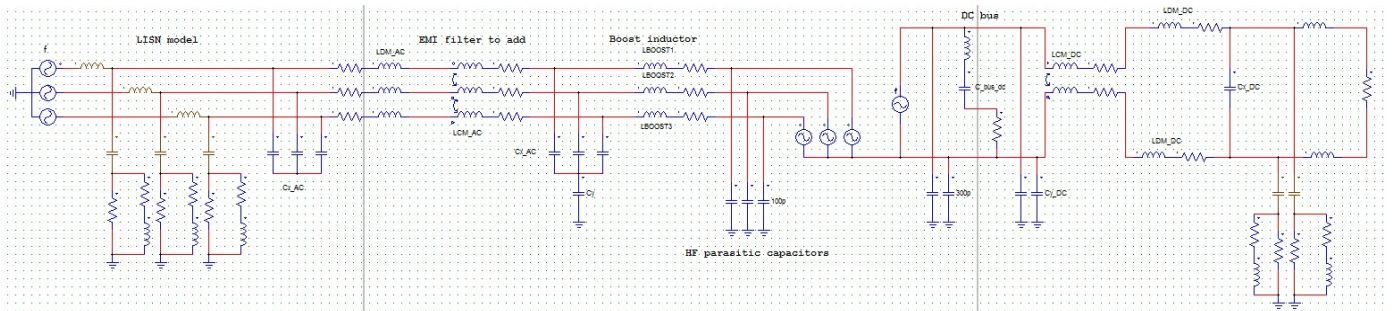 DC bus
LDM_DC
LISN model
EMI filter to add
Boost inductor
f
LDM_AC
LBOOST1
LCM_DC
LBOOST2
f
C_bus_dc
Cx_DC
LCM_AC
LBOOST3
LDM_DC
Cx_AC
Cx_AC
Cy
100p
300p
Cy_DC
HF parasitic capacitors